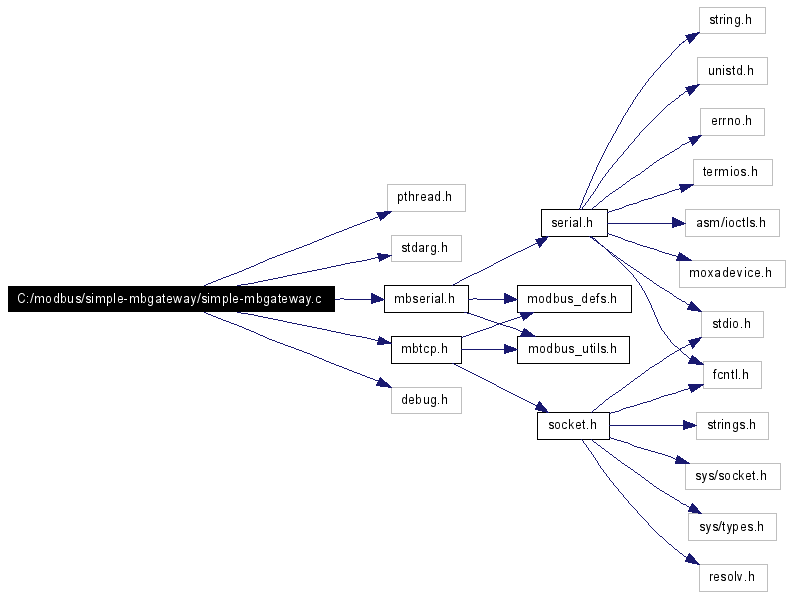 string.h
unistd.h
errno.h
termios.h
pthread.h
serial.h
asm/ioctls.h
stdarg.h
moxadevice.h
C:/modbus/simple-mbgateway/simple-mbgateway.c
mbserial.h
modbus_defs.h
stdio.h
mbtcp.h
modbus_utils.h
fcntl.h
debug.h
socket.h
strings.h
sys/socket.h
sys/types.h
resolv.h